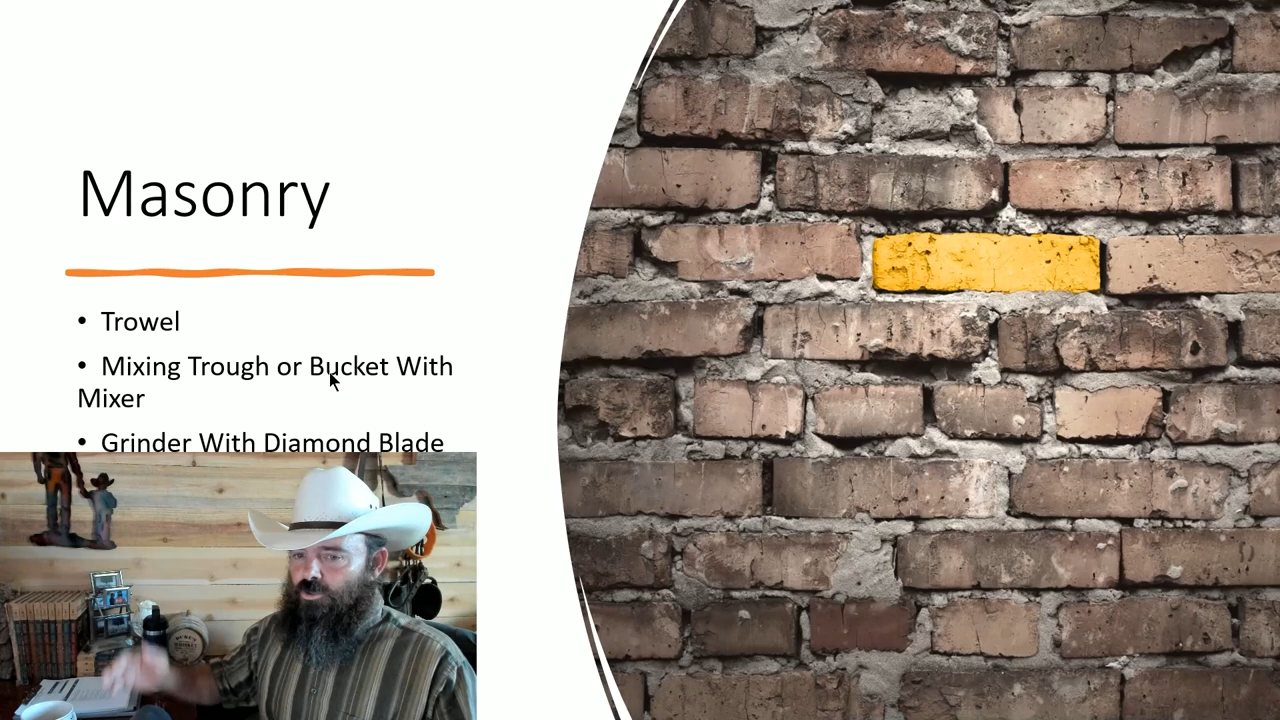 Masonry
• Trowel
• Mixing Trough or Bucket With
Mixer
• Grinder With Diamond Blade